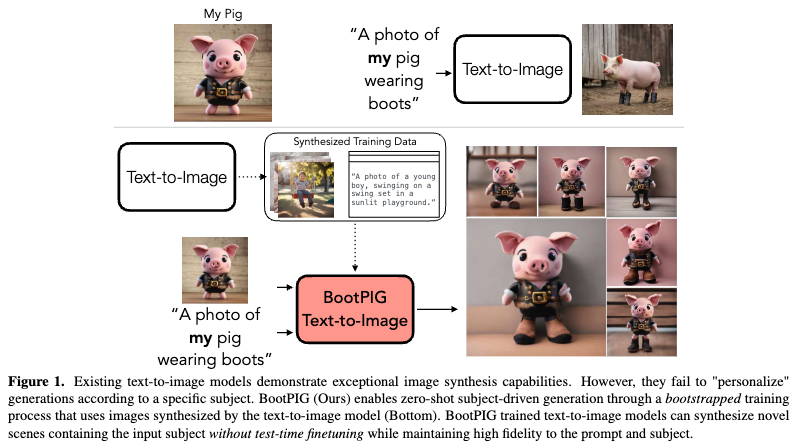 My Pig
“A photo of
my pig
wearing
boots”
Text-to-Image
Text-to-Image
Synthesized Training Data
"A photo of a young
boy, swinging on a
swing set in a
sunlit playground."
“A photo of
my pig
wearing boots”
BootPIG
Text-to-Image
Figure 1. Existing text-to-image models demonstrate exceptional image synthesis capabilities. However, they fail to "personalize"
generations according to a specific subject. BootPIG (Ours) enables zero-shot subject-driven generation through a bootstrapped training
process that uses images synthesized by the text-to-image model (Bottom). BootPIG trained text-to-image models can synthesize novel
scenes containing the input subject without test-time finetuning while maintaining high fidelity to the prompt and subject.